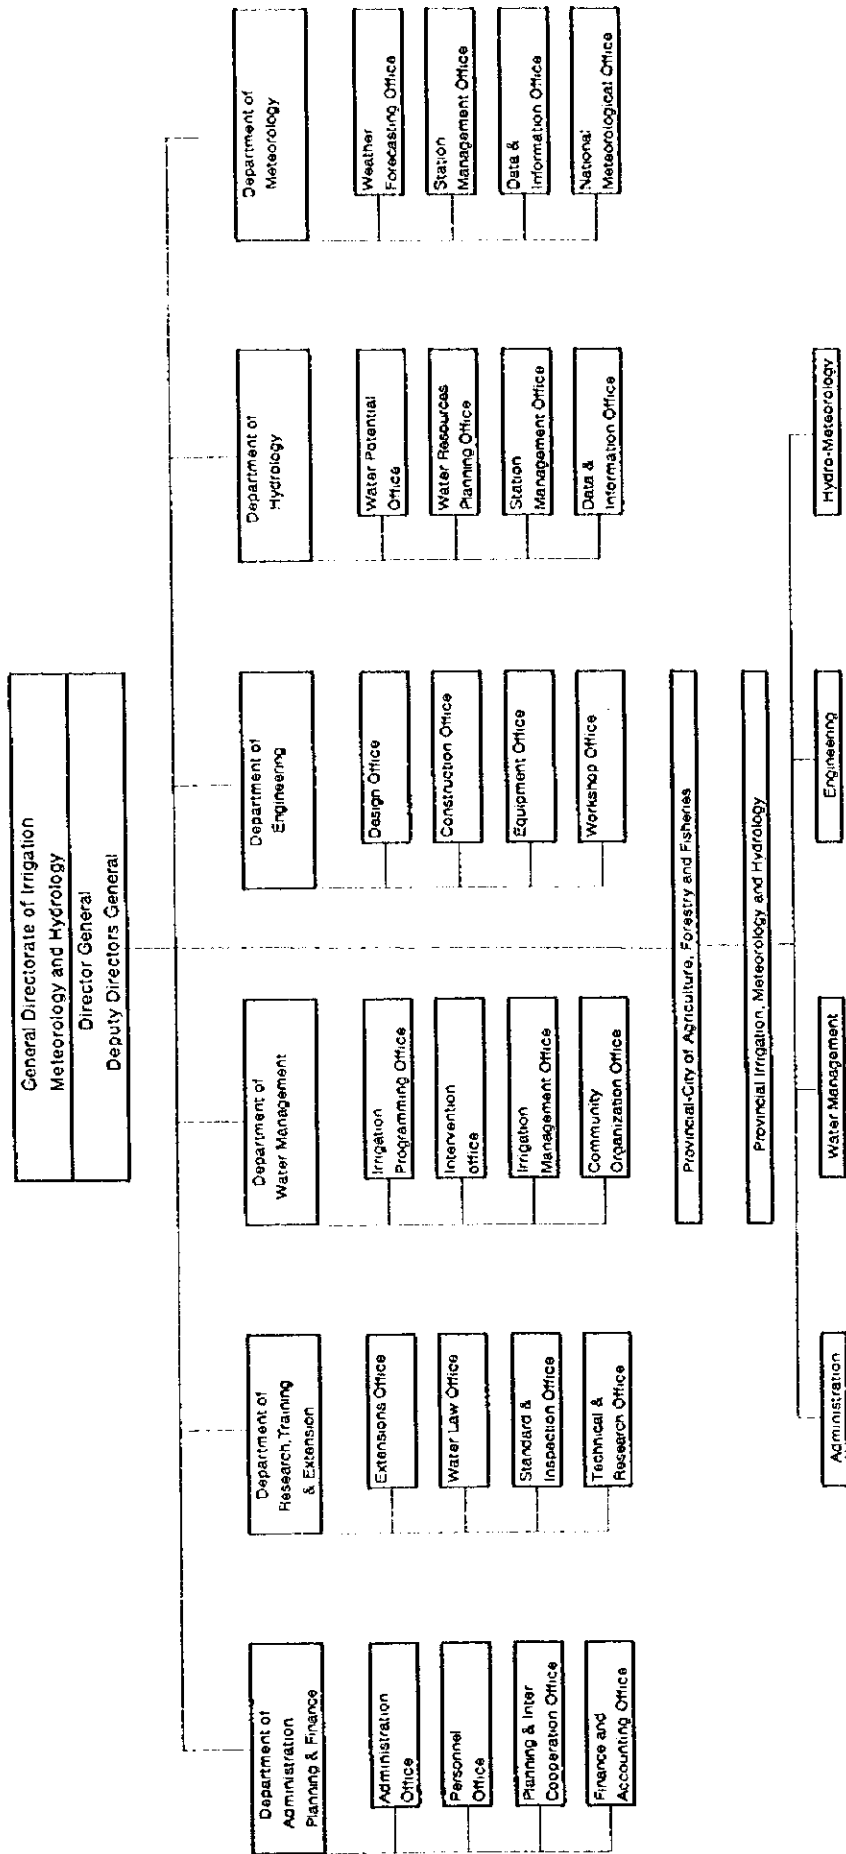 General Directorate of Irrigation
Meteorology and Hydrology
Director General
Deputy Directors General
Department of
Administration
Planning & Finance
Administration
Office
Personnel
Office
Planning & Inter
Cooperation Office
Finance and
Accounting Office
Department of
Research, Training
& Extension
Extensions Office
Water Law Office
Standard &
Inspection Office
Technical &
Research Office
Department of
Water Management
Irrigation
Programming Office
Intervention
office
Irrigation
Management Office
Community
Organization Office
Department of
Engineering
Design Office
Construction Office
Equipment Office
Workshop Office
Department of
Hydrology
Water Potential
Office
Water Resources
Planning Office
Station
Management Office
Data &
Information Office
Department of
Meteorology
Weather
Forecasting Office
Station
Management Office
Data &
Information Office
National
Meteorological Office
Provincial-City of Agriculture, Forestry and Fisheries
Provincial Irrigation, Meteorology and Hydrology
Administration
Water Management
Engineering
Hydro-Meteorology